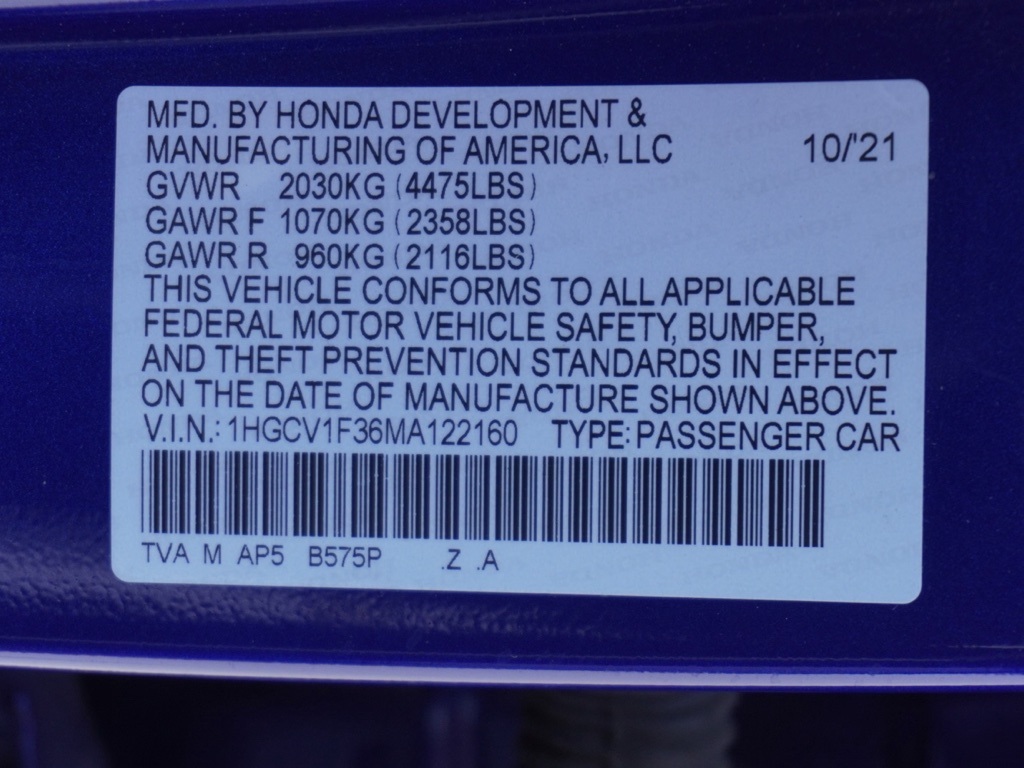 MFD. BY HONDA DEVELOPMENT &
MANUFACTURING OF AMERICA, LLC 10/'21
GVWR 2030KG (4475LBS)
GAWR F 1070KG (2358LBS)
GAWR R 960KG (2116LBS)
THIS VEHICLE CONFORMS TO ALL APPLICABLE
FEDERAL MOTOR VEHICLE SAFETY, BUMPER,
AND THEFT PREVENTION STANDARDS IN EFFECT
ON THE DATE OF MANUFACTURE SHOWN ABOVE.
V.I.N.: 1HGCV1F36MA122160 TYPE: PASSENGER CAR
TVA M AP5 B575P .Z .A